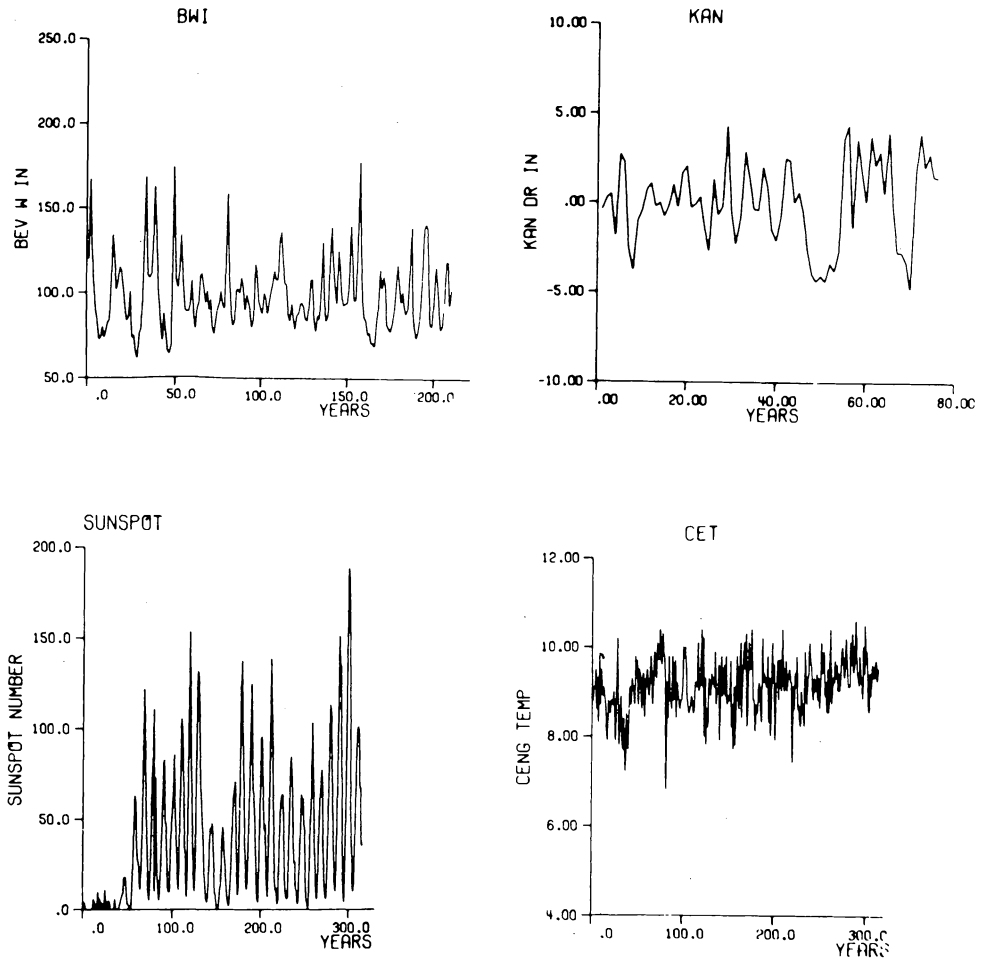 BWI
250.0
200.0
150.0
100.0
50.0
BEV W IN
.0 50.0 100.0 150.0 200.0
YEARS
KAN
10.00
5.00
.00
-5.00
-10.00
KAN DR IN
.00 20.00 40.00 60.00 80.00
YEARS
SUNSPOT
200.0
150.0
100.0
50.0
.0
SUNSPOT NUMBER
.0 100.0 200.0 300.0
YEARS
CET
12.00
10.00
8.00
6.00
4.00
CENG TEMP
.0 100.0 200.0 300.0
YEARS